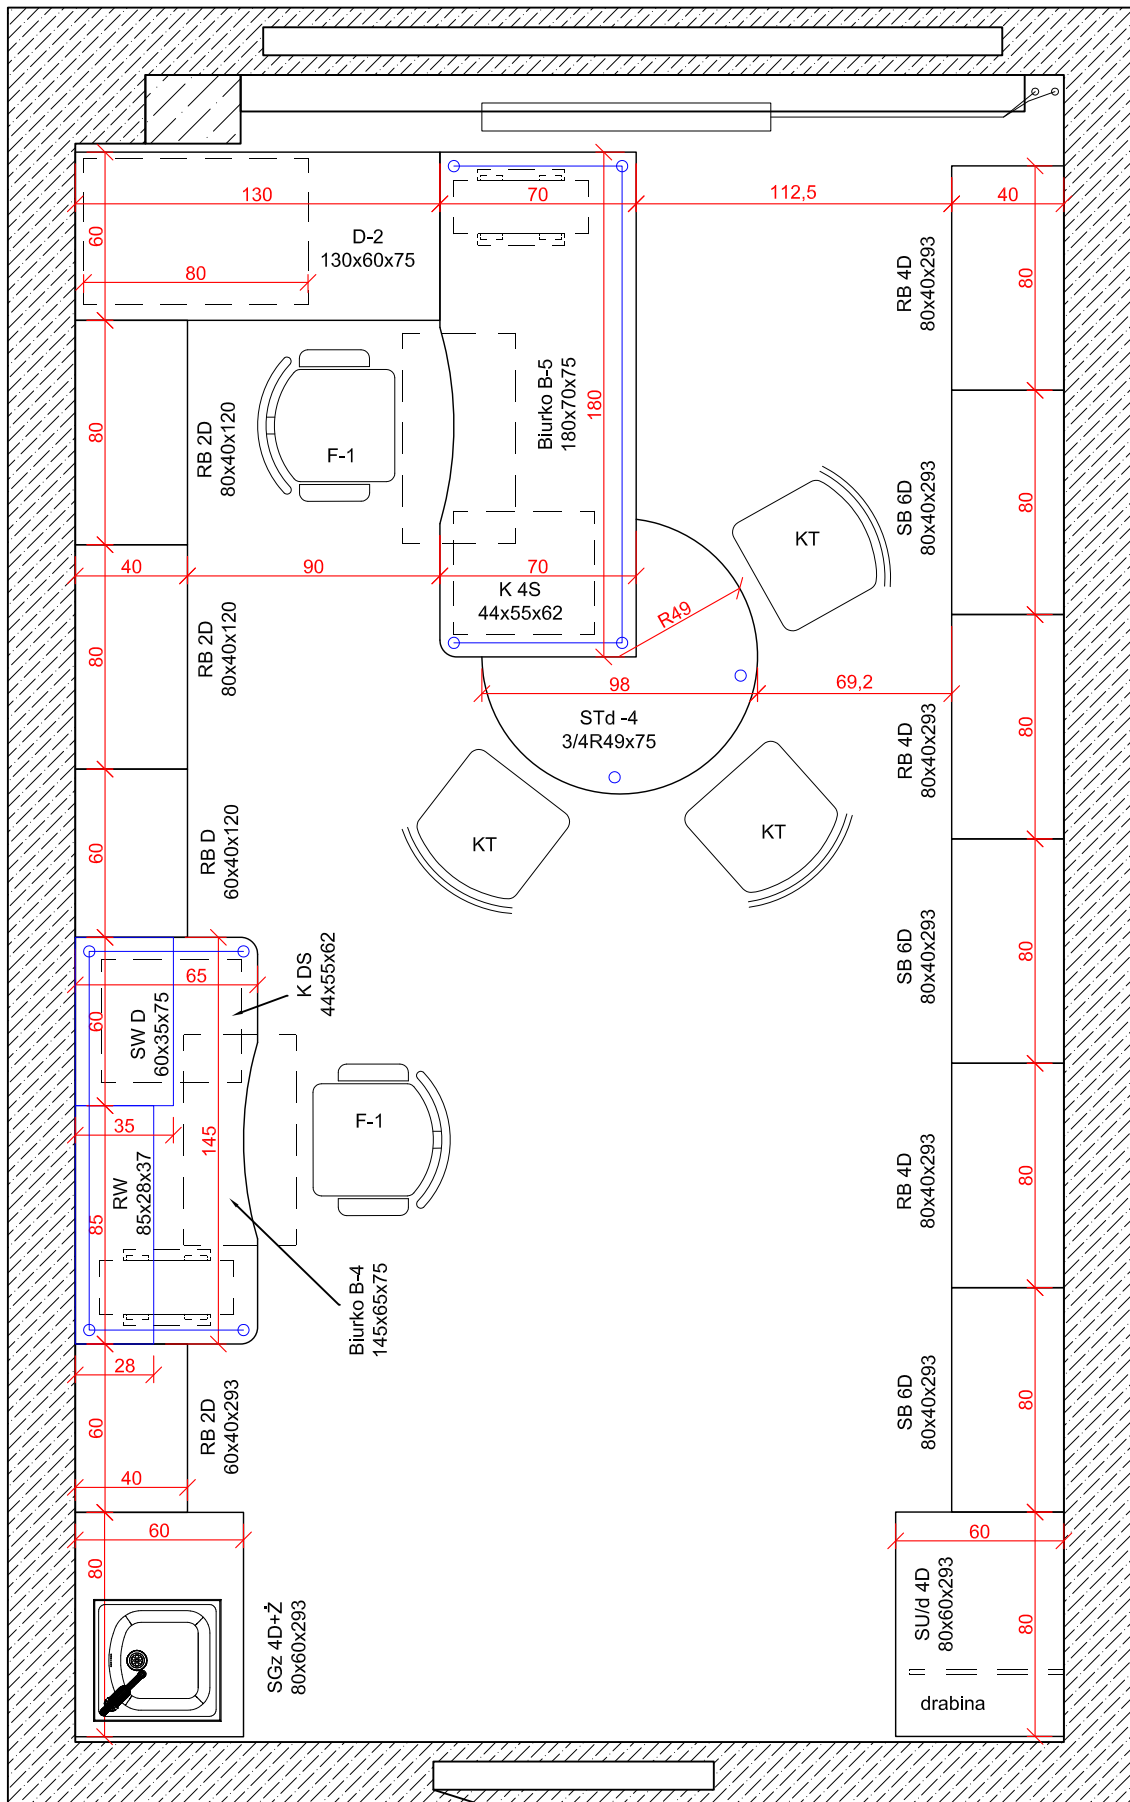 130
70
112,5
40
60
D-2
130x60x75
80
80
RB 4D
80x40x293
80
RB 2D
80x40x120
F-1
Biurko B-5
180x70x75
180
80
SB 6D
80x40x293
KT
40
90
70
K 4S
44x55x62
R49
80
RB 2D
80x40x120
98
69,2
STd -4
3/4R49x75
80
RB 4D
80x40x293
60
RB D
60x40x120
KT
KT
65
K DS
44x55x62
60
SW D
60x35x75
80
SB 6D
80x40x293
35
145
F-1
85
RW
85x28x37
80
RB 4D
80x40x293
Biurko B-4
145x65x75
28
60
RB 2D
60x40x293
80
SB 6D
80x40x293
40
60
60
80
SGz 4D+Ż
80x60x293
SU/d 4D
80x60x293
80
drabina